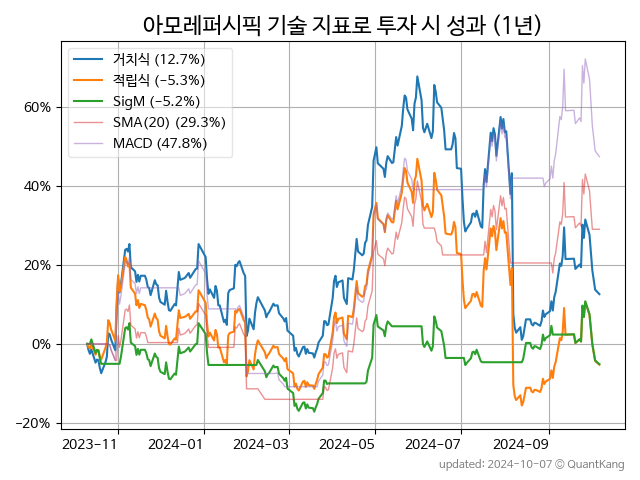 아모레퍼시픽 기술 지표로 투자 시 성과 (1년)
거치식 (12.7%)
적립식 (−5.3%)
SigM (−5.2%)
SMA(20) (29.3%)
MACD (47.8%)
60%
40%
20%
0%
−20%
2023-11 2024-01 2024-03 2024-05 2024-07 2024-09
updated: 2024-10-07 © QuantKang